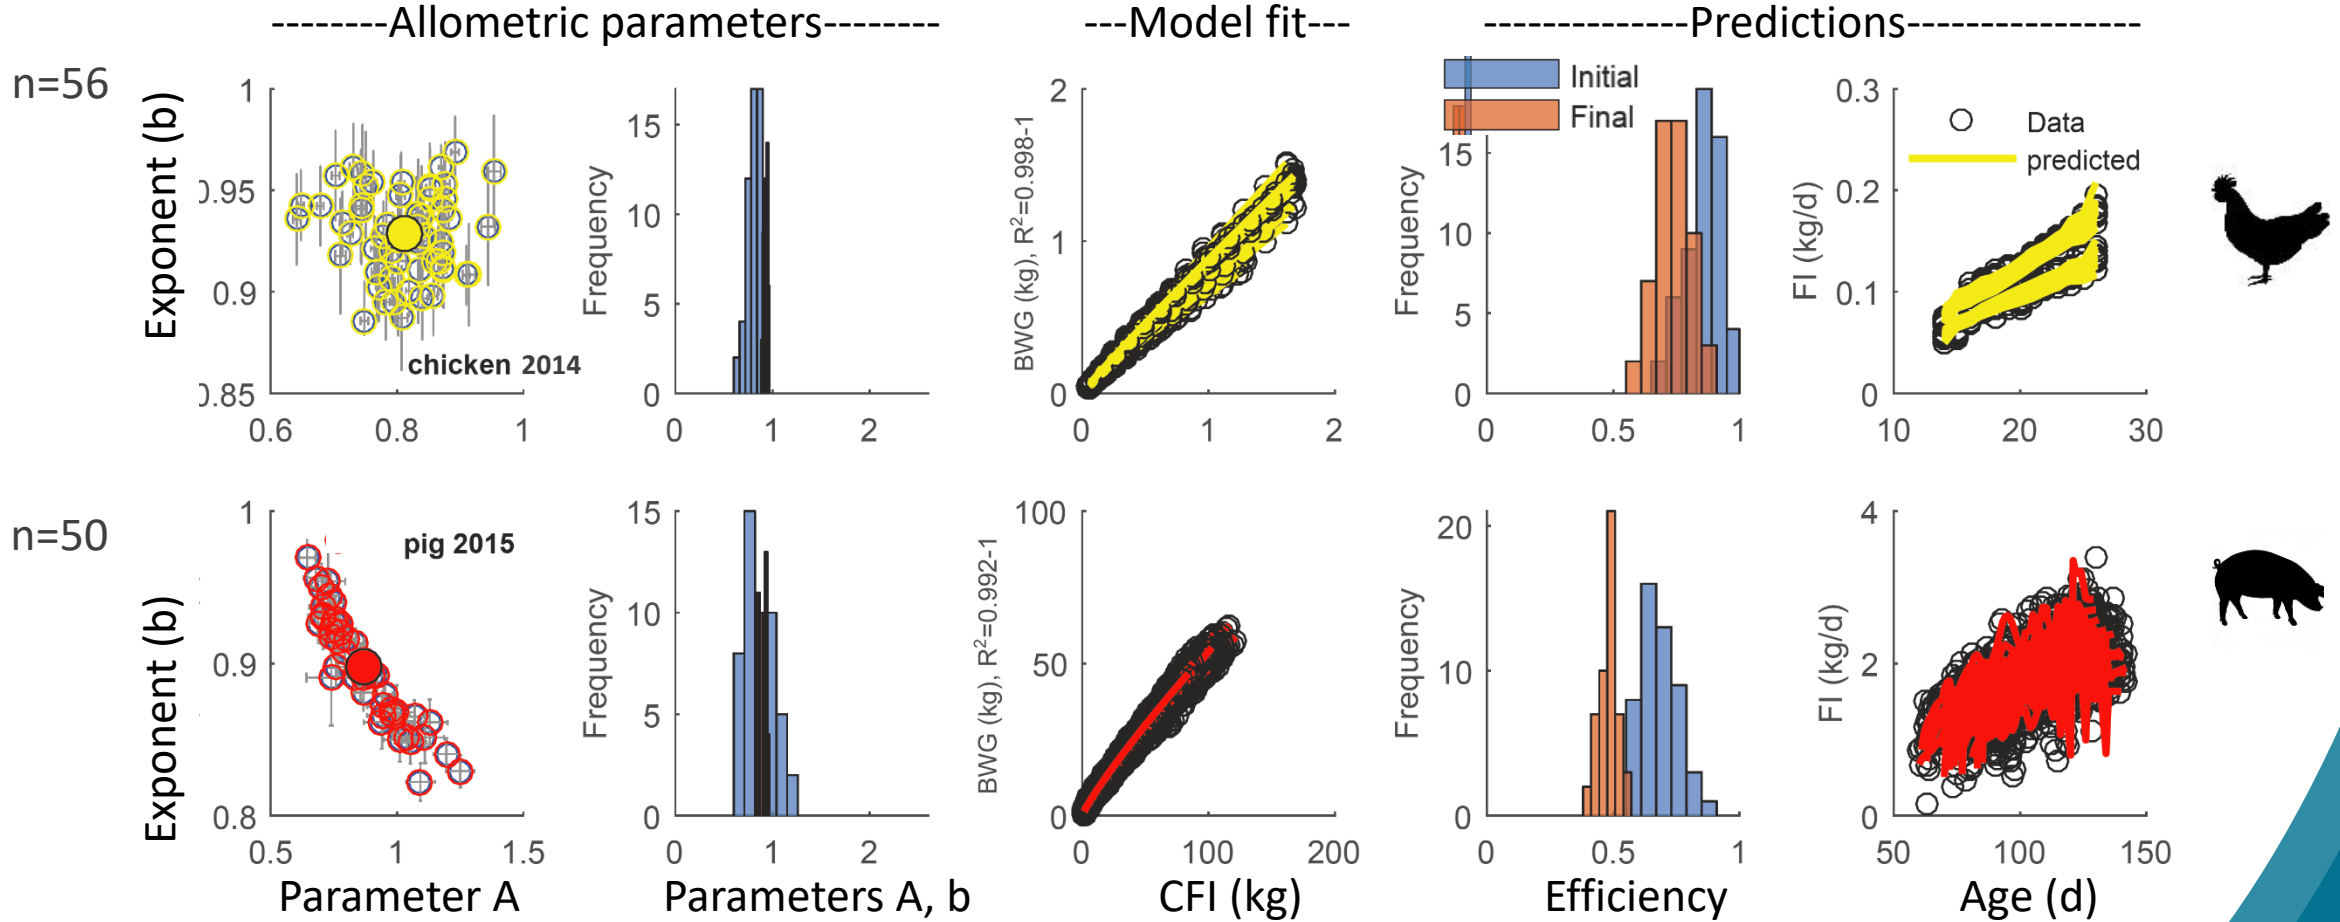 --------Allometric parameters--------
---Model fit---
-------------Predictions---------------
n=56
Exponent (b)
1
0.95
0.9
0.85
0.6
0.8
1
chicken 2014
Frequency
15
10
5
0
0
1
2
BWG (kg), R²=0.998-1
2
1
0
0
1
2
Initial
Final
Frequency
15
10
5
0
0
0.5
1
FI (kg/d)
0.3
0.2
0.1
0
10
20
30
Data
predicted
n=50
Exponent (b)
1
0.9
0.8
0.5
1
1.5
pig 2015
Parameter A
Frequency
15
10
5
0
0
1
2
Parameters A, b
BWG (kg), R²=0.992-1
100
50
0
0
100
200
CFI (kg)
Frequency
20
10
0
0
0.5
1
Efficiency
FI (kg/d)
4
2
0
50
100
150
Age (d)